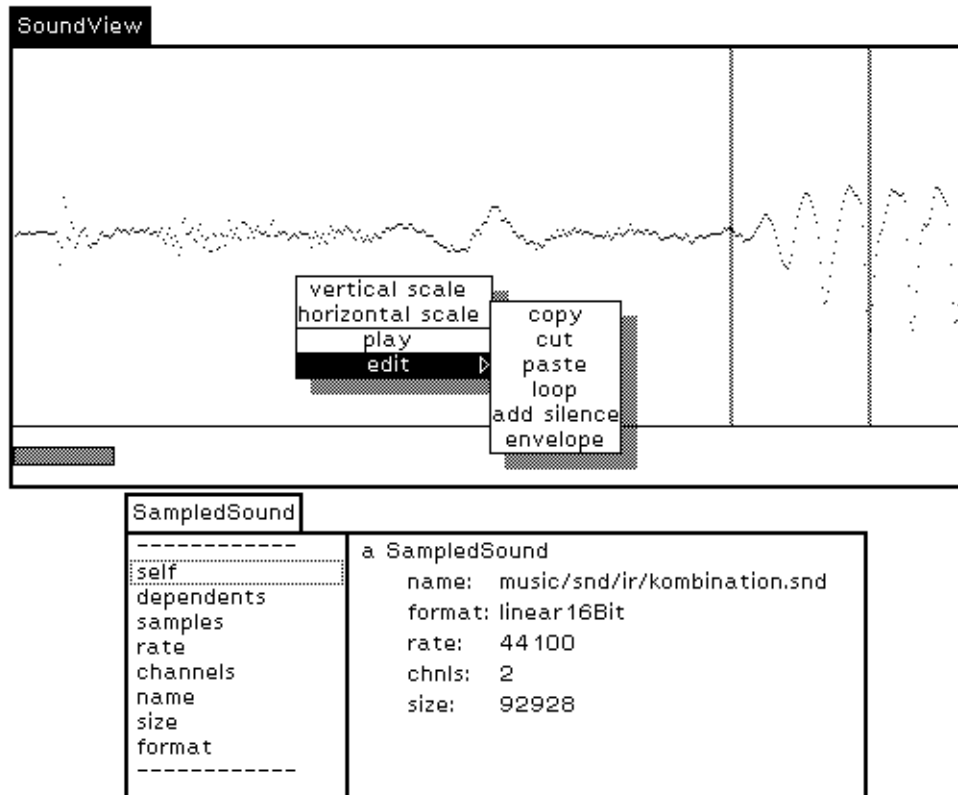 SoundView
vertical scale
horizontal scale
play
edit
copy
cut
paste
loop
add silence
envelope
SampledSound
------------
self
dependents
samples
rate
channels
name
size
format
------------
a SampledSound
name: music/snd/ir/kombination.snd
format: linear16Bit
rate: 44100
chnls: 2
size: 92928